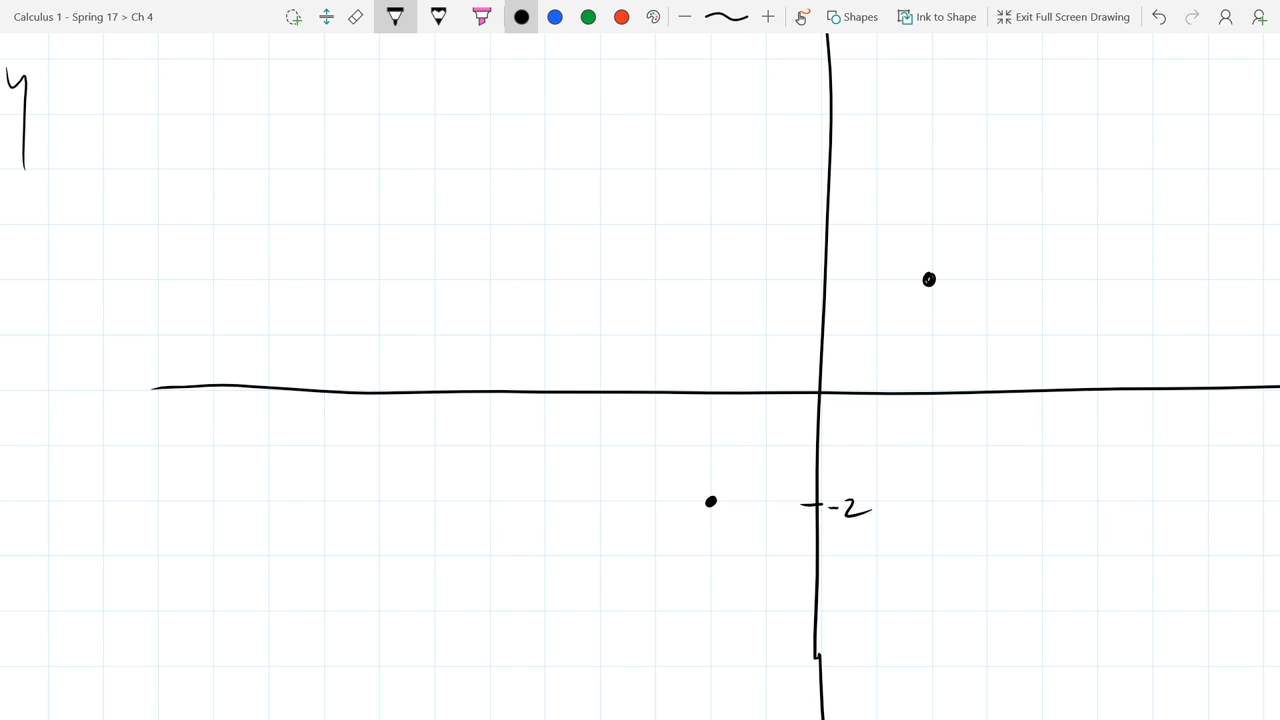 Calculus 1 - Spring 17 > Ch 4
Shapes
Ink to Shape
Exit Full Screen Drawing
y
-2